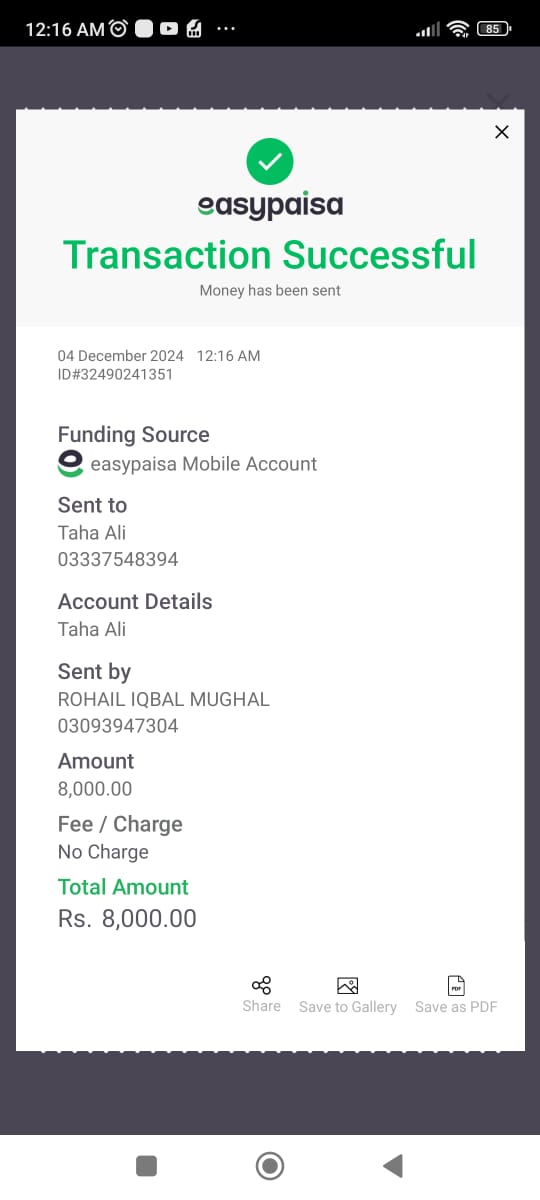 12:16 AM
85
easypaisa
Transaction Successful
Money has been sent
04 December 2024 12:16 AM
ID#32490241351
Funding Source
easypaisa Mobile Account
Sent to
Taha Ali
03337548394
Account Details
Taha Ali
Sent by
ROHAIL IQBAL MUGHAL
03093947304
Amount
8,000.00
Fee / Charge
No Charge
Total Amount
Rs. 8,000.00
PDF
Share Save to Gallery Save as PDF